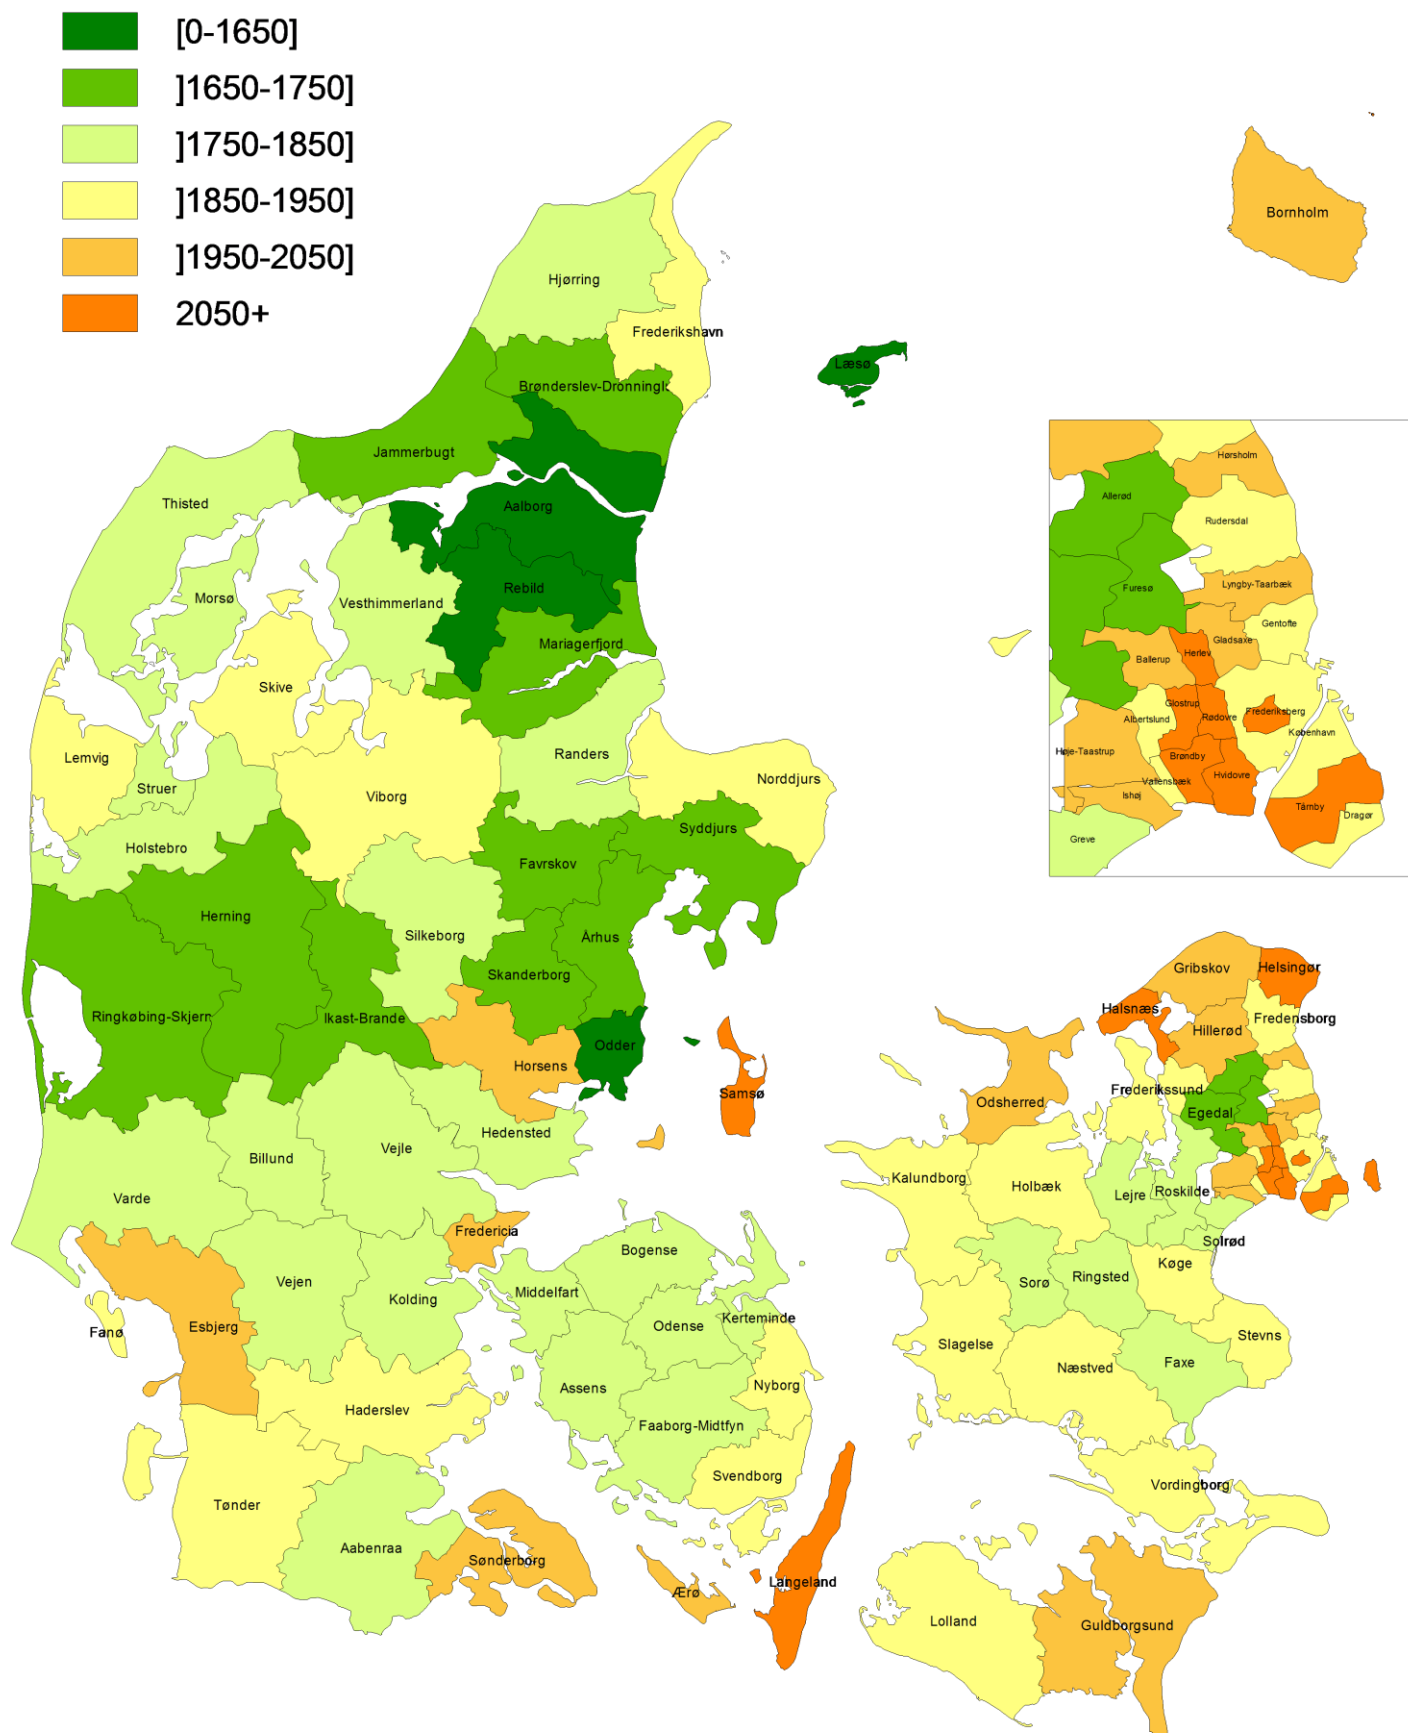 [0-1650]
]1650-1750]
]1750-1850]
]1850-1950]
]1950-2050]
2050+
Bornholm
Hjørring
Frederikshavn
Læsø
Brønderslev-Dronningl
Jammerbugt
Thisted
Aalborg
Rebild
Morsø
Vesthimmerland
Mariagerfjord
Skive
Lemvig
Randers
Struer
Viborg
Norddjurs
Holstebro
Syddjurs
Favrskov
Herning
Silkeborg
Århus
Skanderborg
Ringkøbing-Skjern
Ikast-Brande
Odder
Horsens
Samsø
Hedensted
Vejle
Billund
Varde
Fredericia
Bogense
Vejen
Middelfart
Kolding
Kerteminde
Odense
Fanø
Esbjerg
Nyborg
Assens
Haderslev
Faaborg-Midtfyn
Svendborg
Tønder
Aabenraa
Sønderborg
Ærø
Langeland
Hørsholm
Allerød
Rudersdal
Lyngby-Taarbæk
Furesø
Gentofte
Gladsaxe
Ballerup
Herlev
Glostrup
Rødovre
Frederiksberg
Albertslund
København
Høje-Taastrup
Brøndby
Vallensbæk
Hvidovre
Ishøj
Tårnby
Dragør
Greve
Gribskov
Helsingør
Halsnæs
Hillerød
Fredensborg
Frederikssund
Odsherred
Egedal
Kalundborg
Holbæk
Lejre
Roskilde
Solrød
Køge
Sorø
Ringsted
Stevns
Slagelse
Næstved
Faxe
Vordingborg
Lolland
Guldborgsund